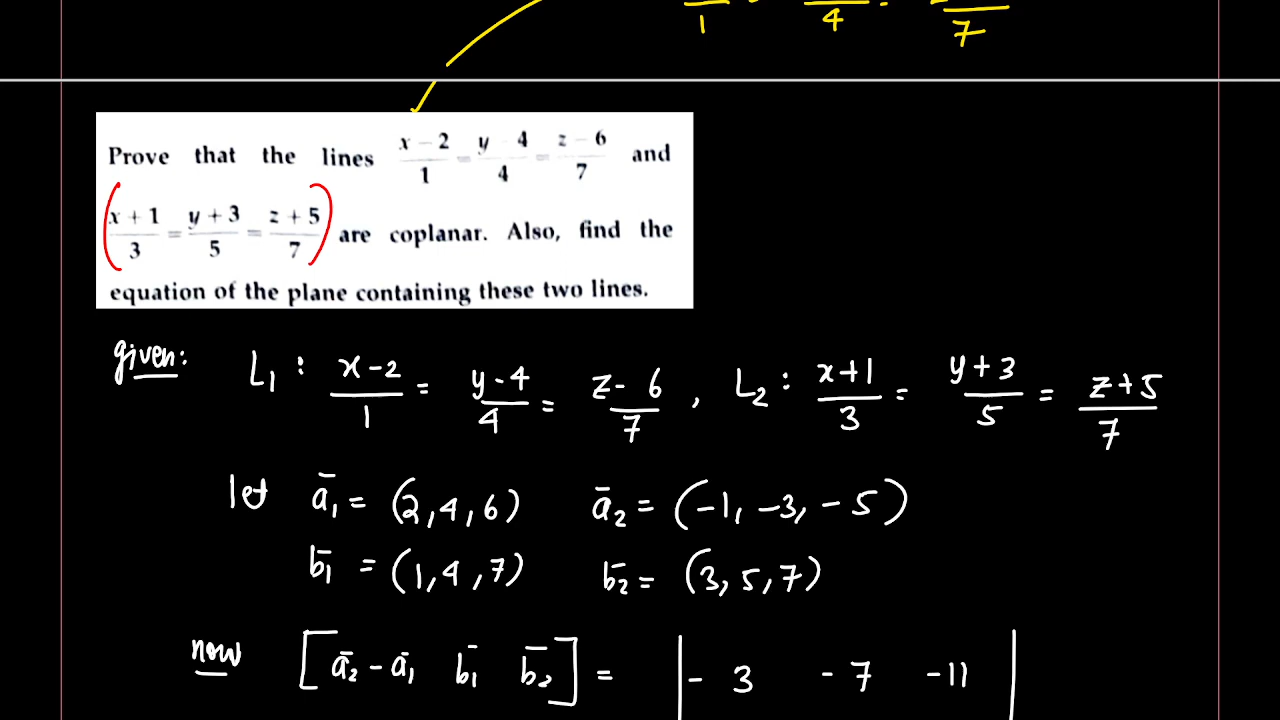 1 4 7
Prove that the lines x − 2/1 = y − 4/4 = z − 6/7 and
x + 1/3 = y + 3/5 = z + 5/7 are coplanar. Also, find the
equation of the plane containing these two lines.
given: L₁ : x−2/1 = y−4/4 = z−6/7 , L₂ : x+1/3 = y+3/5 = z+5/7
let ā₁ = (2,4,6) ā₂ = (−1, −3, −5)
b̄₁ = (1,4,7) b̄₂ = (3,5,7)
now [ā₂ − ā₁ b̄₁ b̄₂] = | −3 −7 −11 |